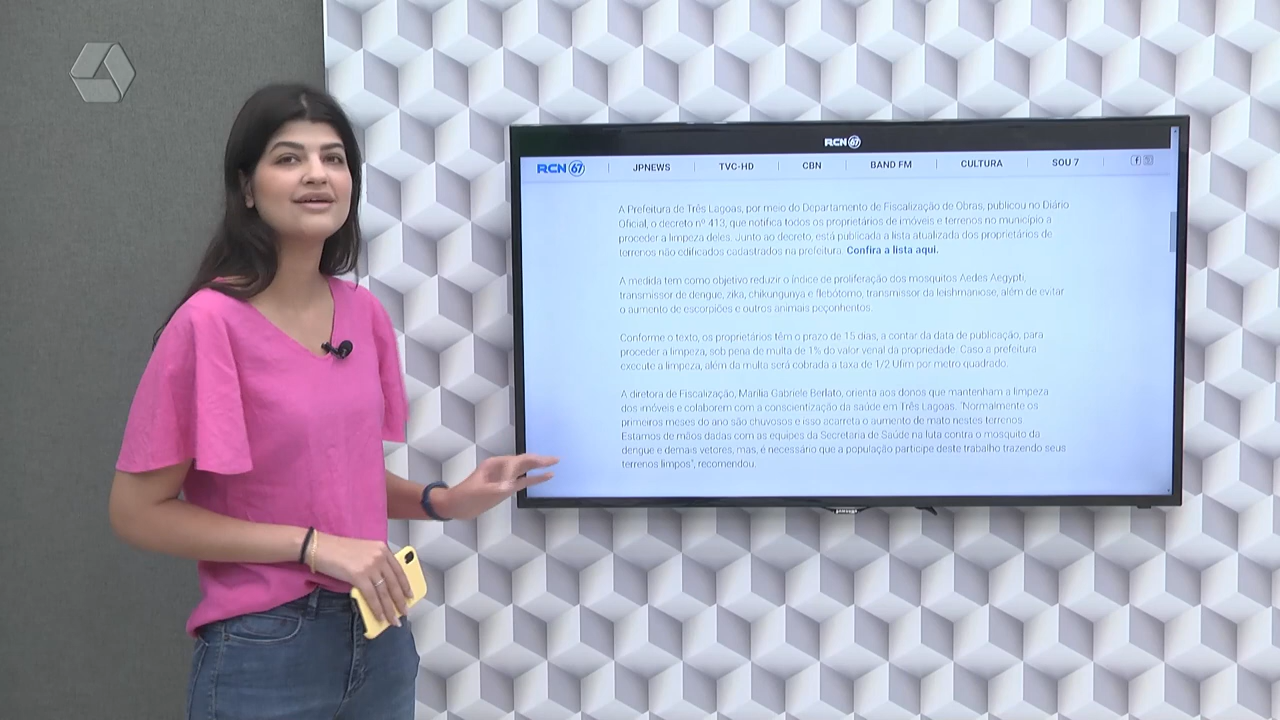 RCN 67
RCN 67
JPNEWS
TVC-HD
CBN
BAND FM
CULTURA
SOU 7
A Prefeitura de Três Lagoas, por meio do Departamento de Fiscalização de Obras, publicou no Diário
Oficial, o decreto nº 413, que notifica todos os proprietários de imóveis e terrenos no município a
proceder a limpeza deles. Junto ao decreto, está publicada a lista atualizada dos proprietários de
terrenos não edificados cadastrados na prefeitura. Confira a lista aqui.
A medida tem como objetivo reduzir o índice de proliferação dos mosquitos Aedes Aegypti,
transmissor de dengue, zika, chikungunya e flebótomo, transmissor da leishmaniose, além de evitar
o aumento de escorpiões e outros animais peçonhentos.
Conforme o texto, os proprietários têm o prazo de 15 dias, a contar da data de publicação, para
proceder a limpeza, sob pena de multa de 1% do valor venal da propriedade. Caso a prefeitura
execute a limpeza, além da multa será cobrada a taxa de 1/2 Ufim por metro quadrado.
A diretora de Fiscalização, Marilia Gabriele Berlato, orienta aos donos que mantenham a limpeza
dos imóveis e colaborem com a conscientização da saúde em Três Lagoas. "Normalmente os
primeiros meses do ano são chuvosos e isso acarreta o aumento de mato nestes terrenos
Estamos de mãos dadas com as equipes da Secretaria de Saúde na luta contra o mosquito da
dengue e demais vetores, mas, é necessário que a população participe deste trabalho trazendo seus
terrenos limpos", recomendou.
SAMSUNG